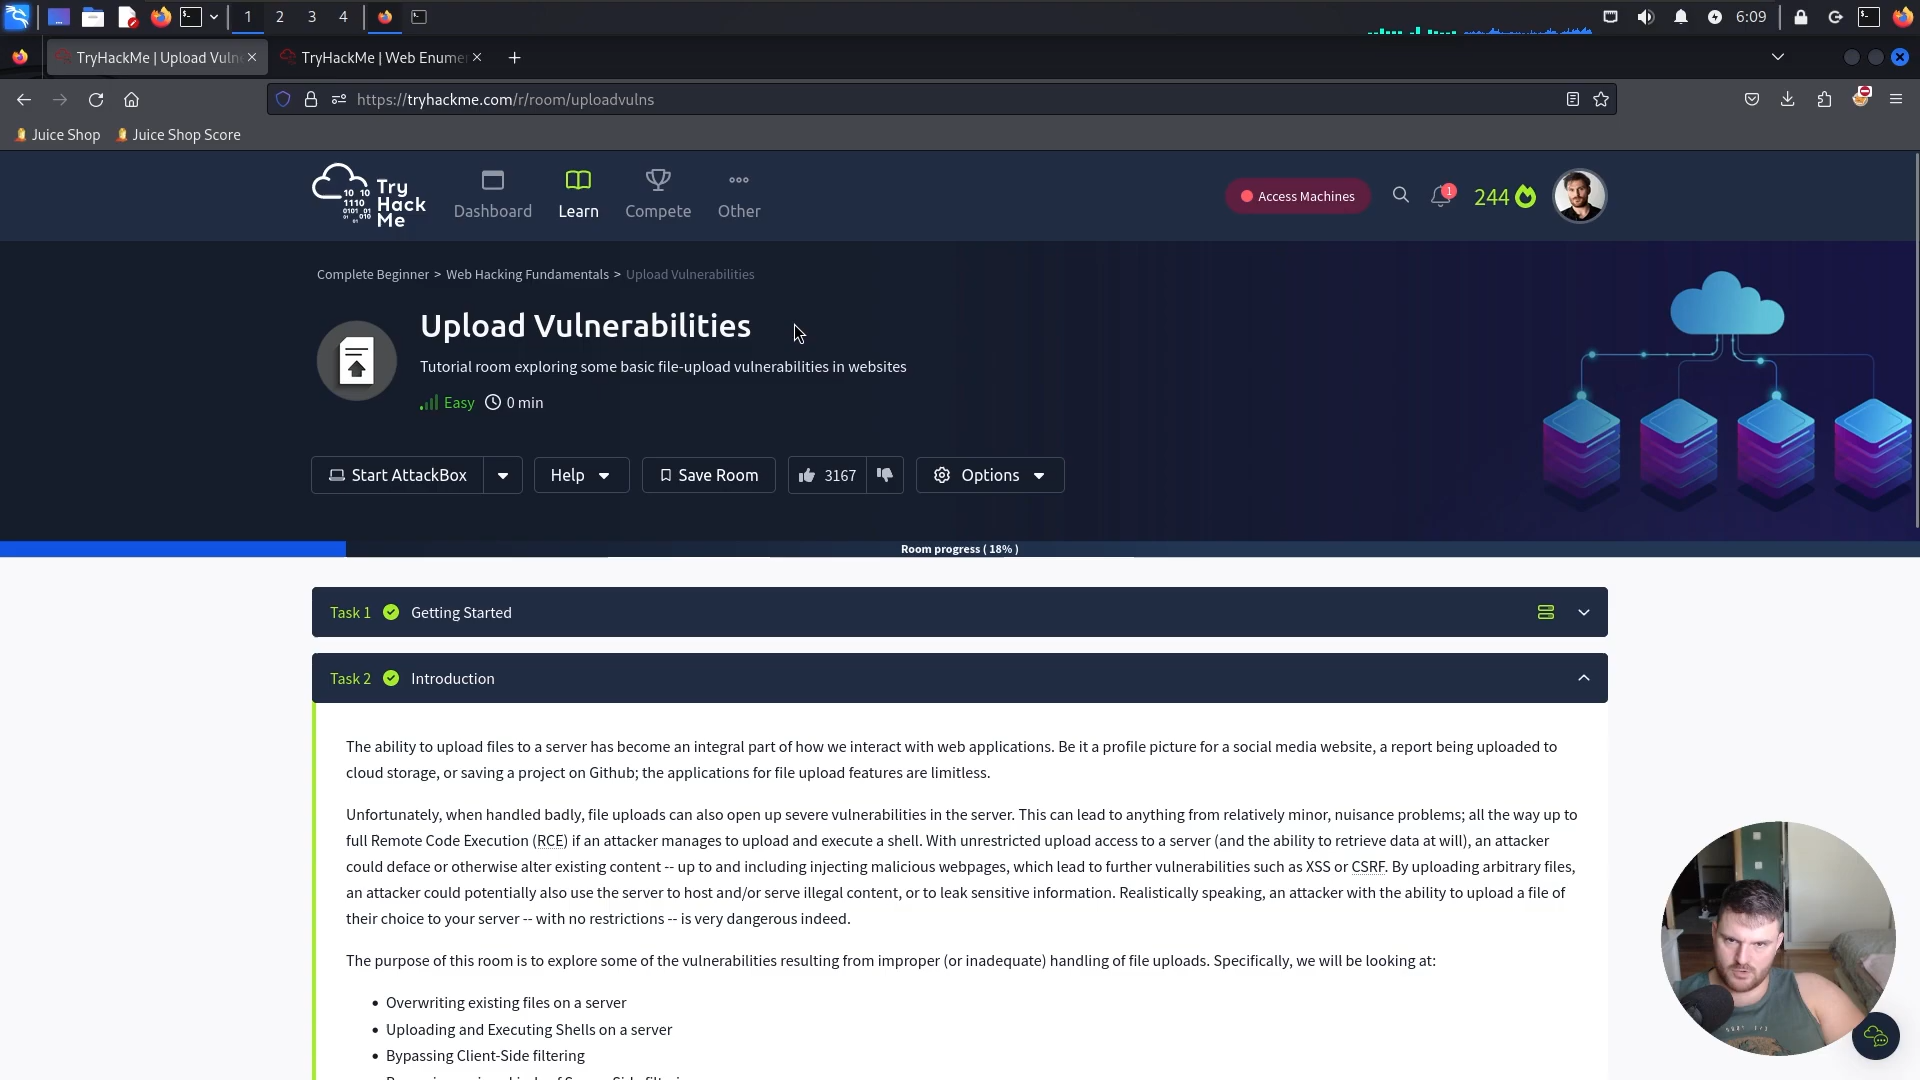 1 2 3 4 6:09
TryHackMe | Upload Vuln
TryHackMe | Web Enume
https://tryhackme.com/r/room/uploadvulns
Juice Shop
Juice Shop Score
10 10
1110
0101 01
01 010
Try
Hack
Me
Dashboard
Learn
Compete
Other
Access Machines
1
244
Complete Beginner > Web Hacking Fundamentals > Upload Vulnerabilities
Upload Vulnerabilities
Tutorial room exploring some basic file-upload vulnerabilities in websites
Easy 0 min
Start AttackBox
Help
Save Room
3167
Options
Room progress ( 18% )
Task 1 Getting Started
Task 2 Introduction
The ability to upload files to a server has become an integral part of how we interact with web applications. Be it a profile picture for a social media website, a report being uploaded to
cloud storage, or saving a project on Github; the applications for file upload features are limitless.
Unfortunately, when handled badly, file uploads can also open up severe vulnerabilities in the server. This can lead to anything from relatively minor, nuisance problems; all the way up to
full Remote Code Execution (RCE) if an attacker manages to upload and execute a shell. With unrestricted upload access to a server (and the ability to retrieve data at will), an attacker
could deface or otherwise alter existing content -- up to and including injecting malicious webpages, which lead to further vulnerabilities such as XSS or CSRF. By uploading arbitrary files,
an attacker could potentially also use the server to host and/or serve illegal content, or to leak sensitive information. Realistically speaking, an attacker with the ability to upload a file of
their choice to your server -- with no restrictions -- is very dangerous indeed.
The purpose of this room is to explore some of the vulnerabilities resulting from improper (or inadequate) handling of file uploads. Specifically, we will be looking at:
• Overwriting existing files on a server
• Uploading and Executing Shells on a server
• Bypassing Client-Side filtering